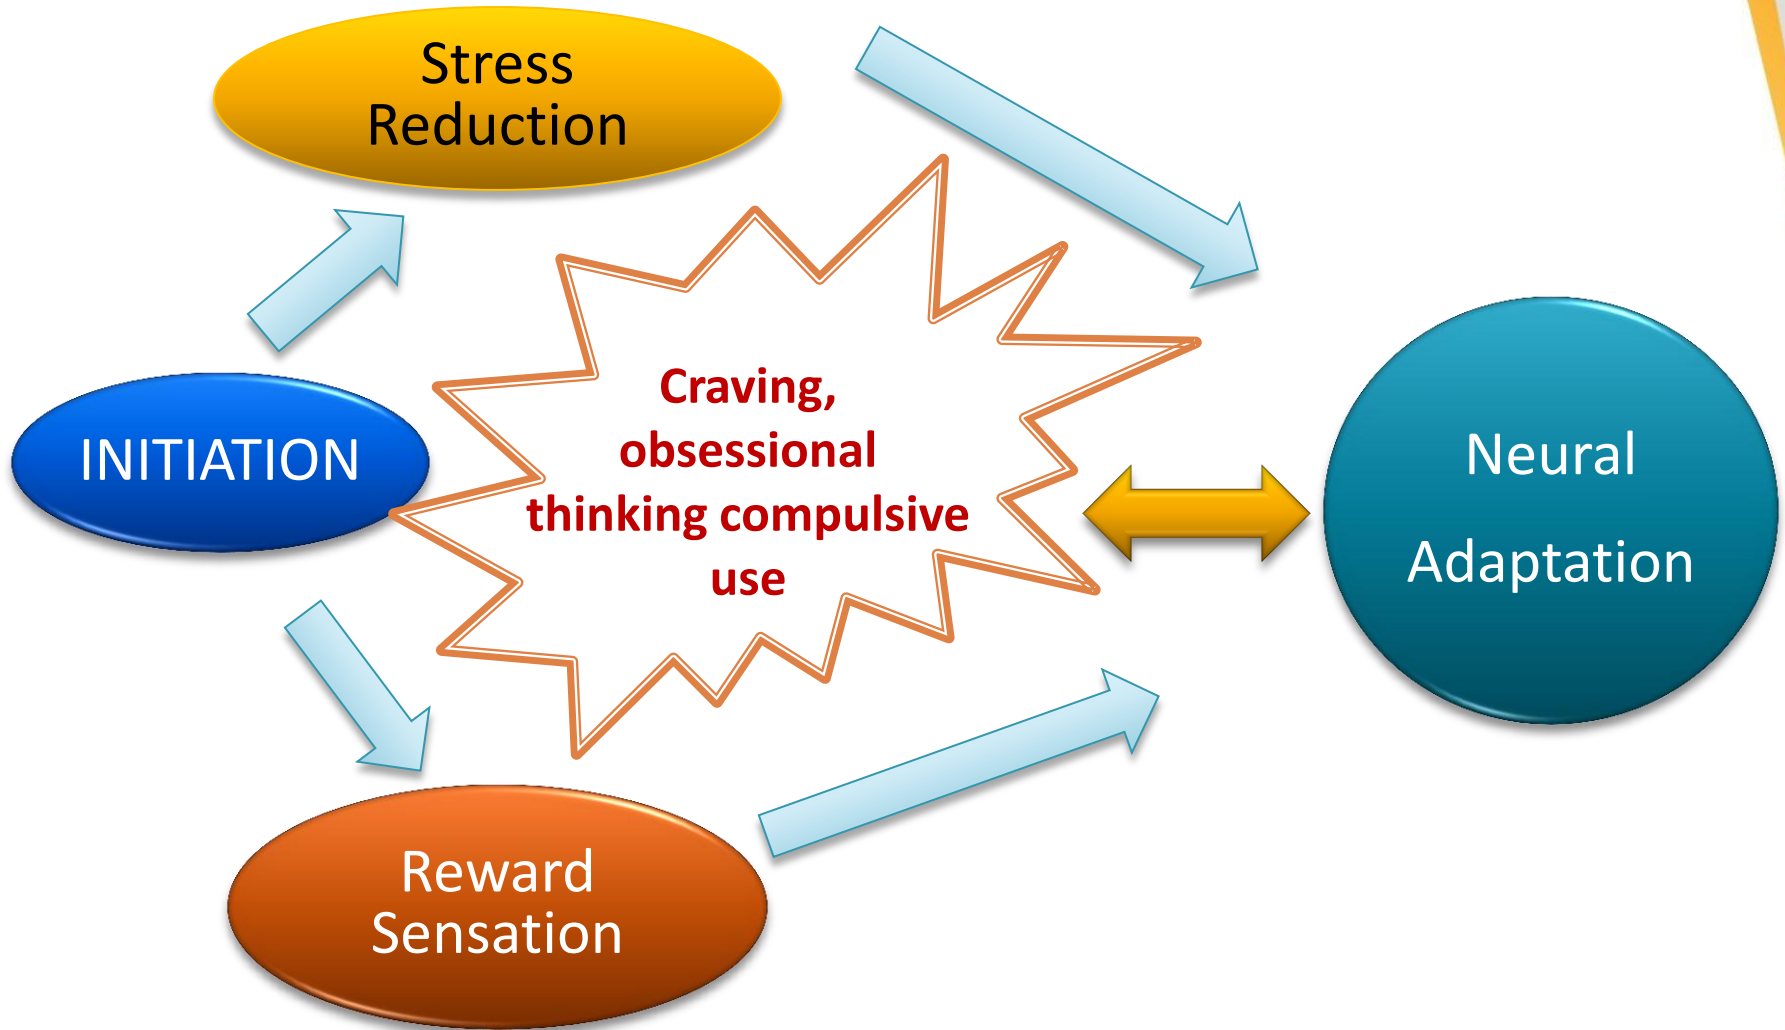 Stress
Reduction
INITIATION
Craving,
obsessional
thinking compulsive
use
Neural
Adaptation
Reward
Sensation